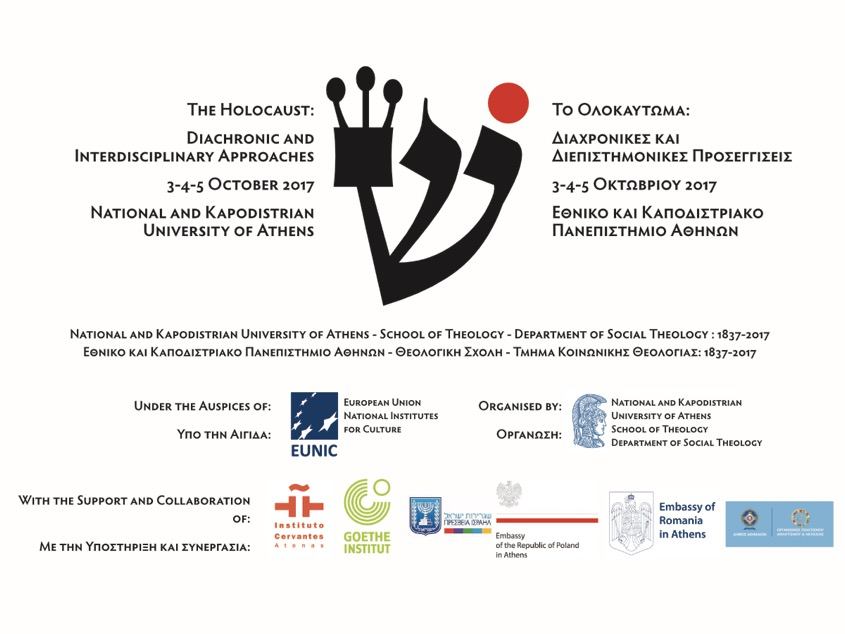 The Holocaust:
Diachronic and
Interdisciplinary Approaches
3-4-5 October 2017
National and Kapodistrian
University of Athens
Το Ολοκαυτωμα:
Διαχρονικες και
Διεπιστημονικες Προσεγγισεις
3-4-5 Οκτωβριου 2017
Εθνικο και Καποδιστριακο
Πανεπιστημιο Αθηνων
National and Kapodistrian University of Athens - School of Theology - Department of Social Theology : 1837-2017
Εθνικο και Καποδιστριακο Πανεπιστημιο Αθηνων - Θεολογικη Σχολη - Τμημα Κοινωνικης Θεολογιας: 1837-2017
Under the Auspices of:
Υπο την Αιγιδα:
EUNIC
European Union
National Institutes
for Culture
Organised by:
Οργανωση:
National and Kapodistrian
University of Athens
School of Theology
Department of Social Theology
With the Support and Collaboration
of:
Με την Υποστηριξη και συνεργασια:
Instituto
Cervantes
Atenas
GOETHE
INSTITUT
שגרירות ישראל
ΠΡΕΣΒΕΙΑ ΙΣΡΑΗΛ
Embassy
of the Republic of Poland
in Athens
Embassy of
Romania
in Athens